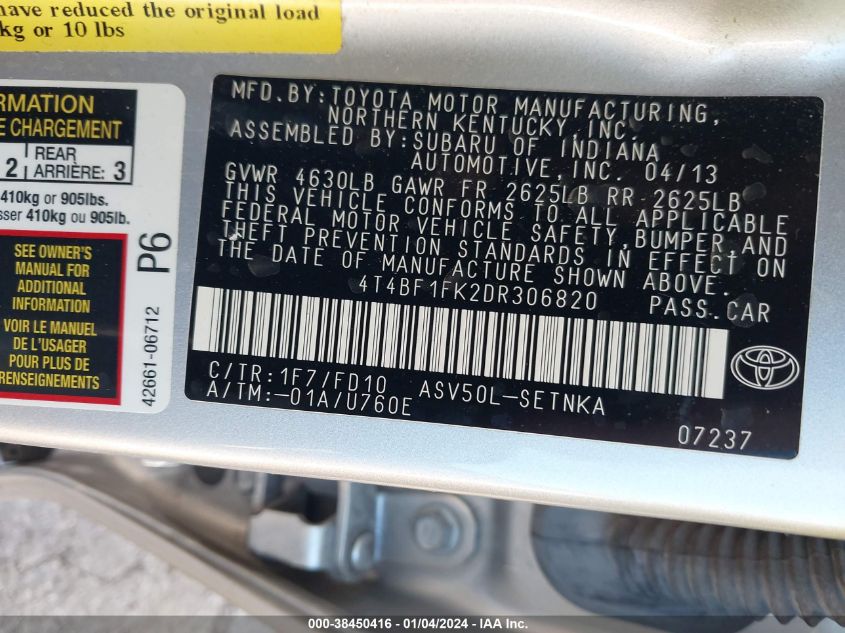 have reduced the original load
kg or 10 lbs
RMATION
E CHARGEMENT
2 REAR ARRIÈRE: 3
410kg or 905lbs.
sser 410kg ou 905lb.
SEE OWNER'S
MANUAL FOR
ADDITIONAL
INFORMATION
VOIR LE MANUEL
DE L'USAGER
POUR PLUS DE
RENSEIGNEMENTS
P6
42661-06712
MFD.BY:TOYOTA MOTOR MANUFACTURING,
NORTHERN KENTUCKY,INC.
ASSEMBLED BY:SUBARU OF INDIANA
AUTOMOTIVE,INC. 04/13
GVWR 4630LB GAWR FR 2625LB RR 2625LB
THIS VEHICLE CONFORMS TO ALL APPLICABLE
FEDERAL MOTOR VEHICLE SAFETY,BUMPER,AND
THEFT PREVENTION STANDARDS IN EFFECT ON
THE DATE OF MANUFACTURE SHOWN ABOVE.
4T4BF1FK2DR306820 PASS.CAR
C/TR:1F7/FD10 ASV50L-SETNKA
A/TM:-01A/U760E
07237
000-38450416 - 01/04/2024 - IAA Inc.